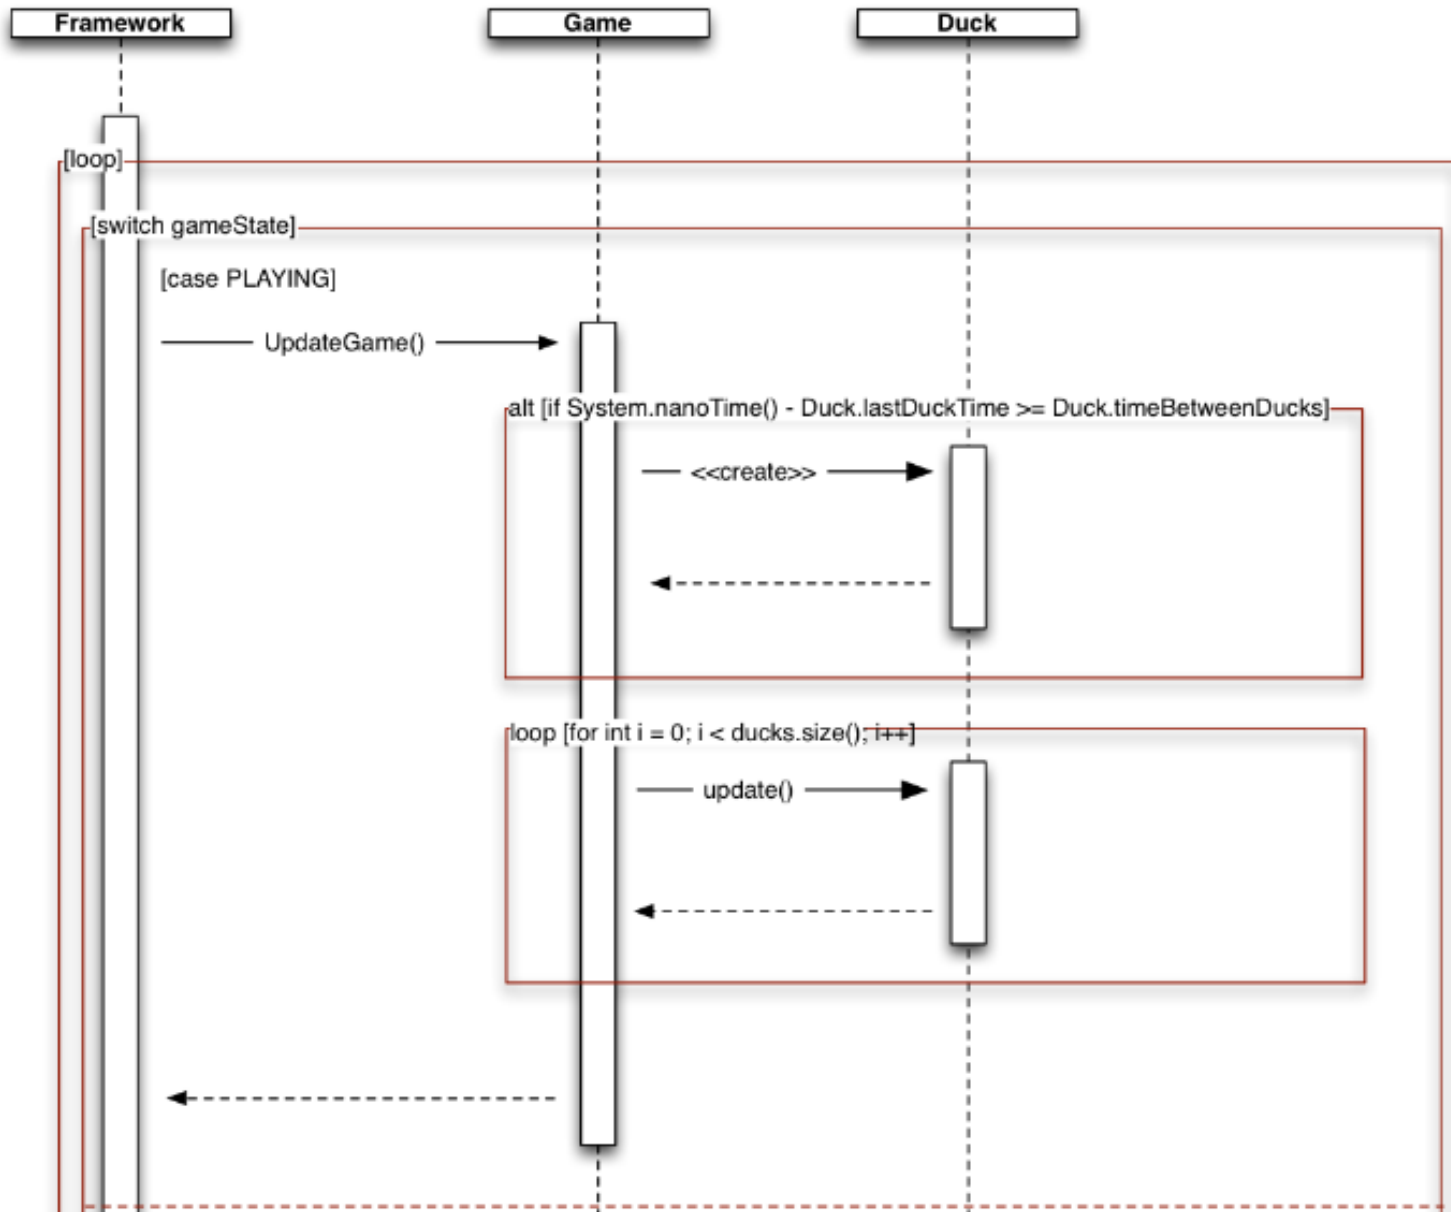 Framework Game Duck
[loop]
[switch gameState]
[case PLAYING]
UpdateGame()
alt [if System.nanoTime() - Duck.lastDuckTime >= Duck.timeBetweenDucks]
<<create>>
loop [for int i = 0; i < ducks.size(); i++]
update()